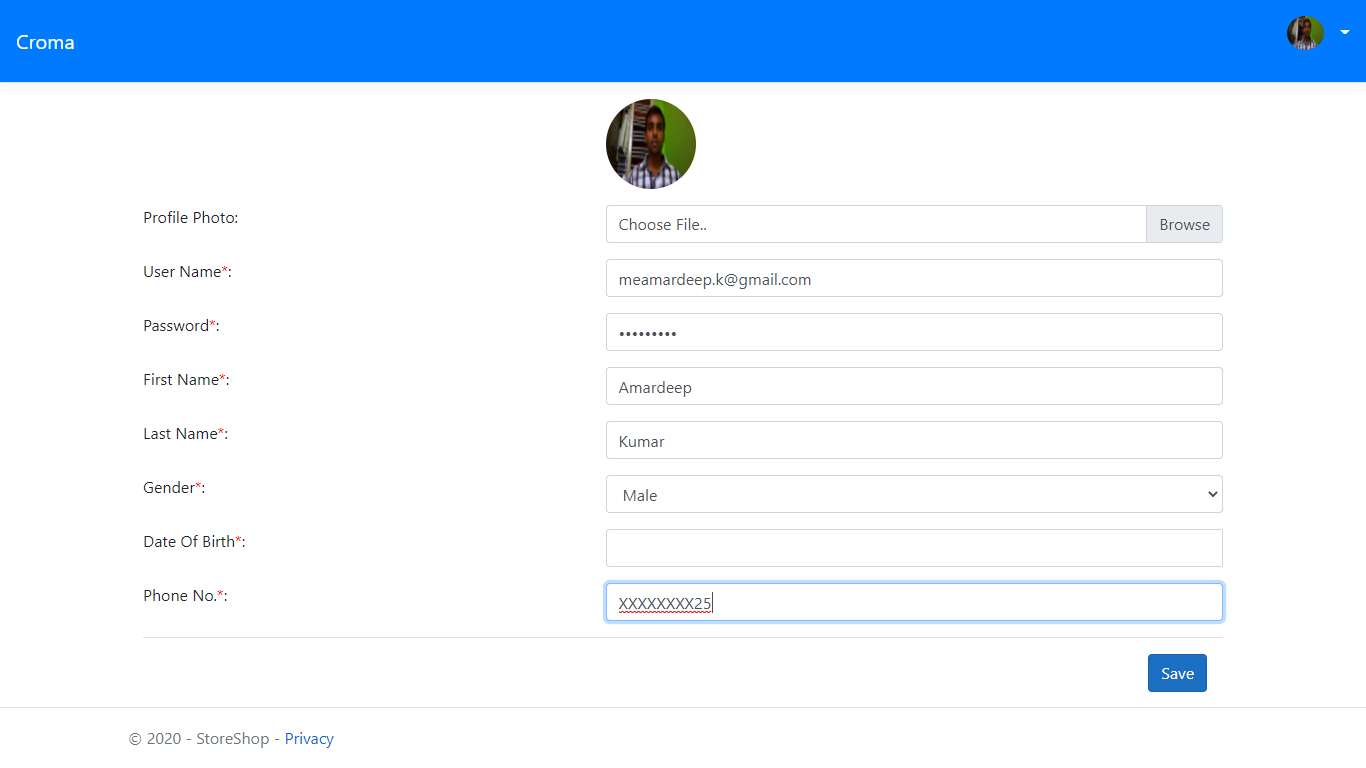 Croma
Profile Photo:
Choose File..
Browse
User Name*:
meamardeep.k@gmail.com
Password*:
•••••••••
First Name*:
Amardeep
Last Name*:
Kumar
Gender*:
Male
Date Of Birth*:
Phone No.*:
XXXXXXXX25
Save
© 2020 - StoreShop - Privacy